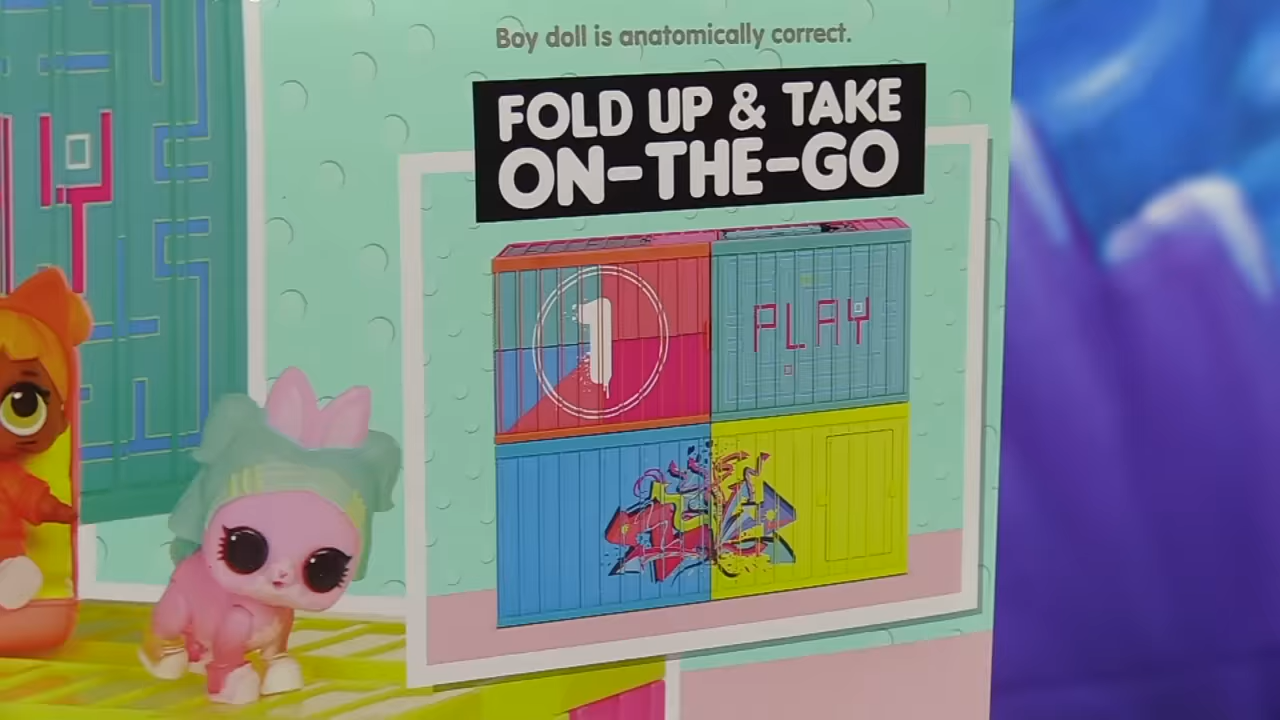 Boy doll is anatomically correct.
FOLD UP & TAKE
ON-THE-GO
1
PLAY
Y